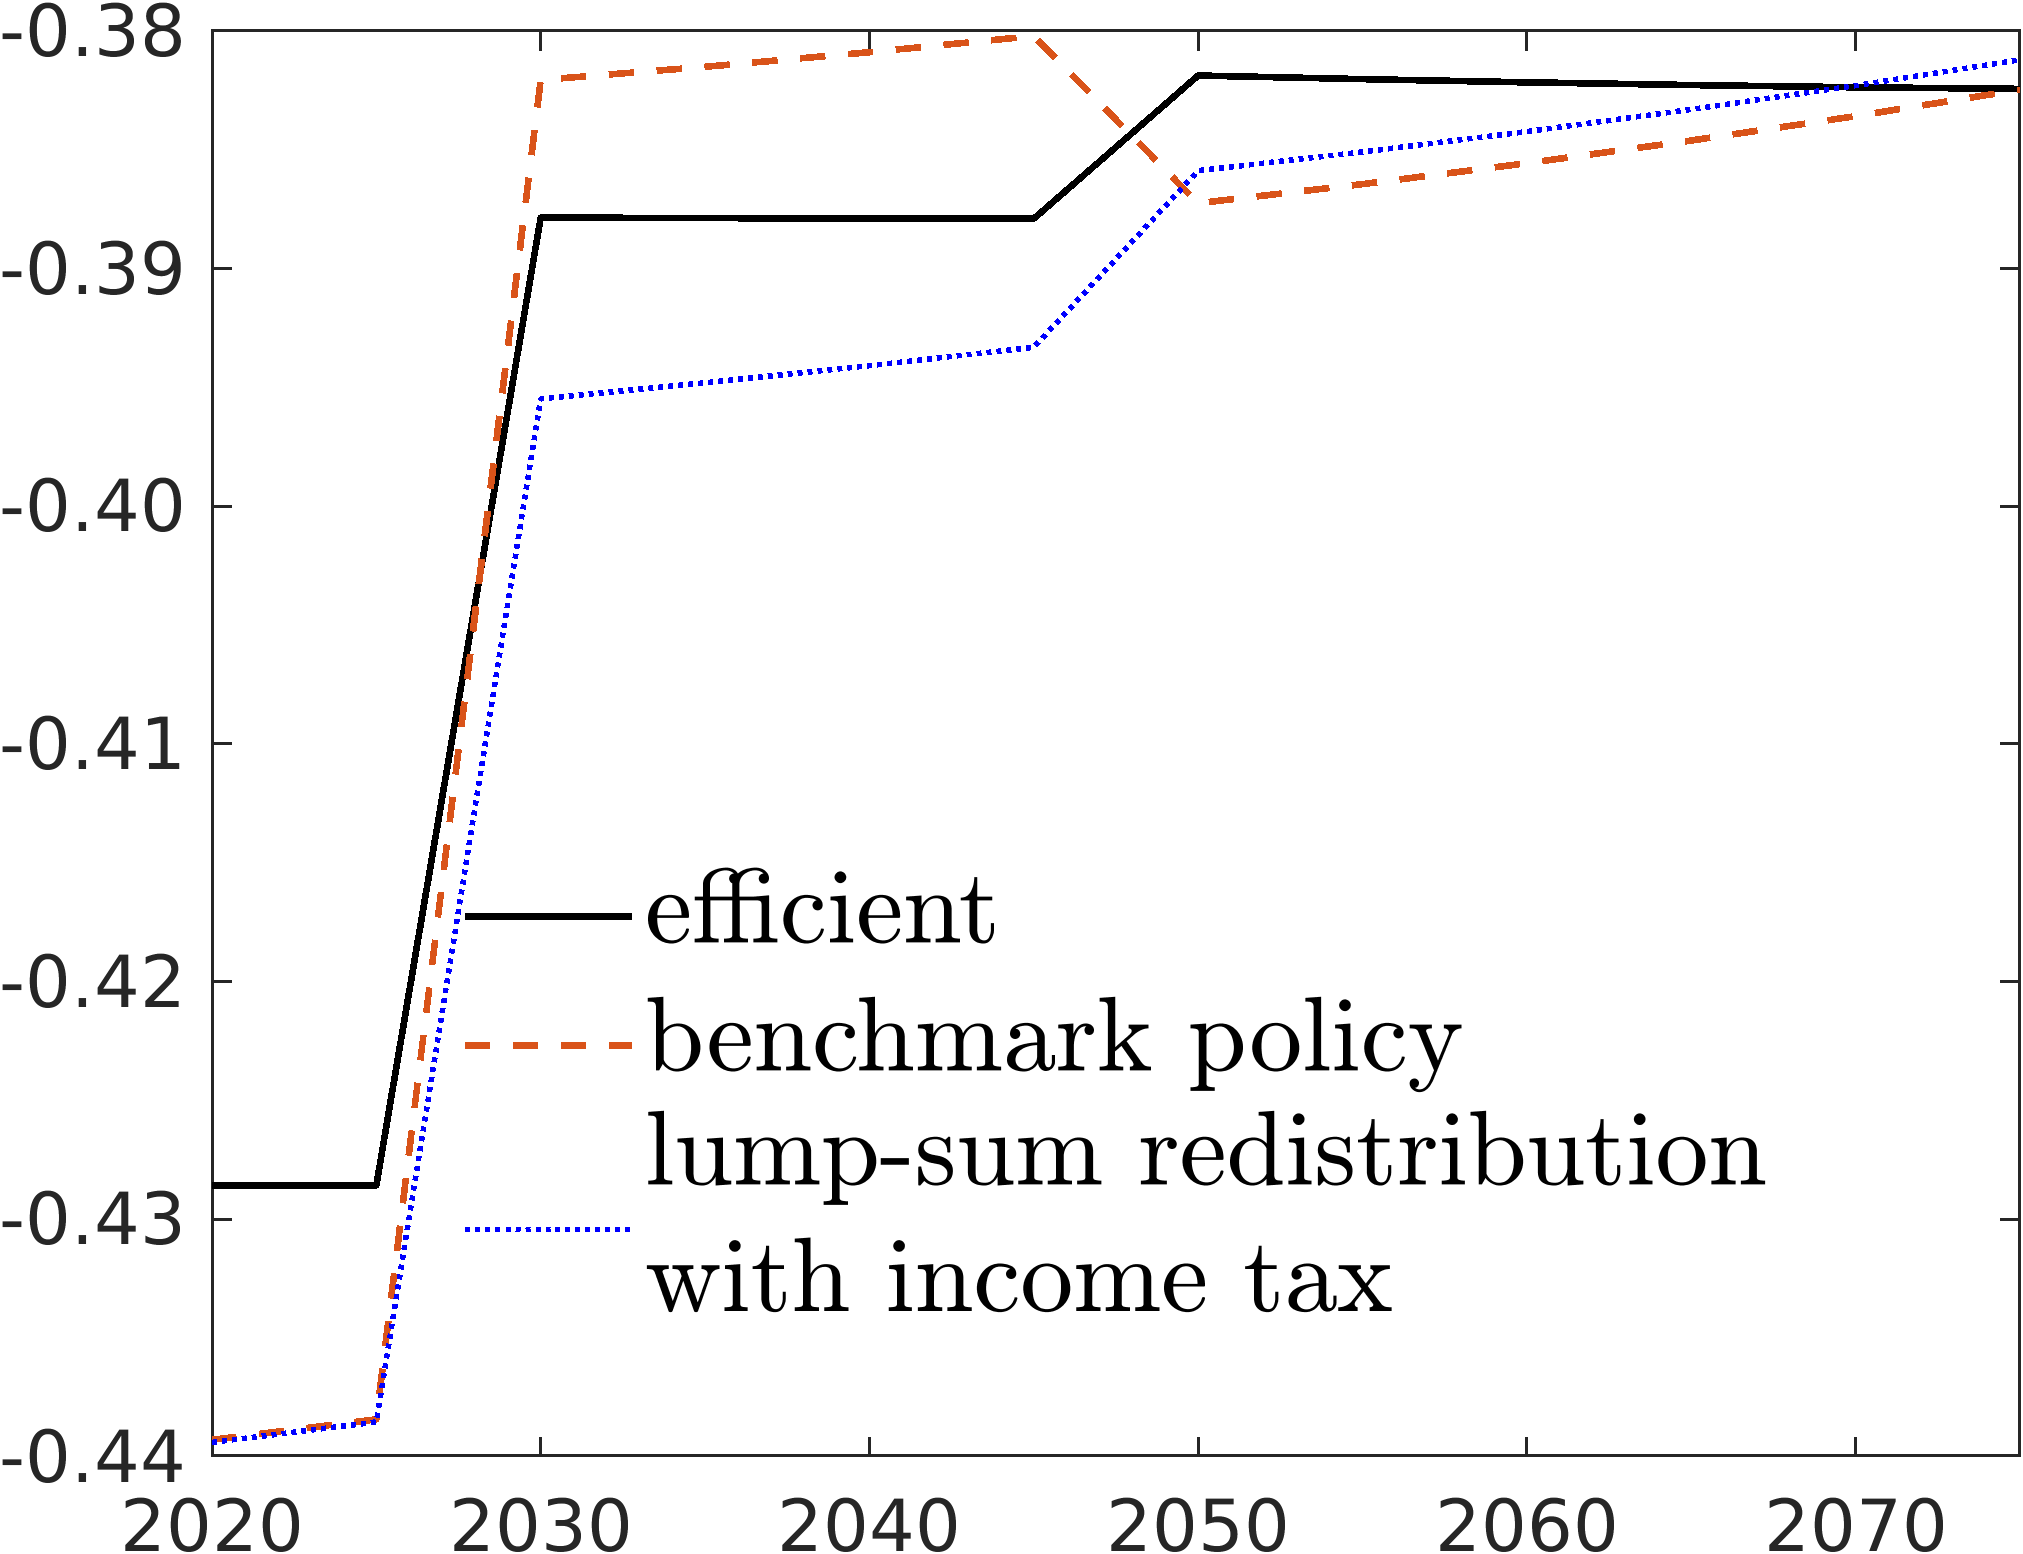 -0.38
-0.39
-0.40
-0.41
-0.42
-0.43
-0.44
efficient
benchmark policy
lump-sum redistribution
with income tax
2020 2030 2040 2050 2060 2070